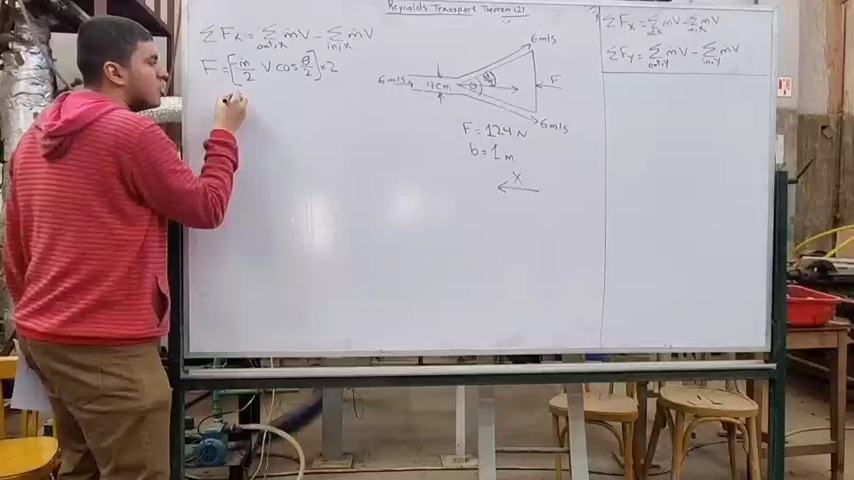 Reynolds Transport Theorem (2)
ΣFx = Σ ṁV - Σ ṁV
out,x in,x
F = [ṁ/2 V cos θ/2] × 2
6 m/s
6 m/s
4 cm
θ
θ/2
F
6 m/s
F = 124 N
b = 1 m
X
ΣFx = Σ ṁV - Σ ṁV
out,x in,x
ΣFy = Σ ṁV - Σ ṁV
out,y in,y